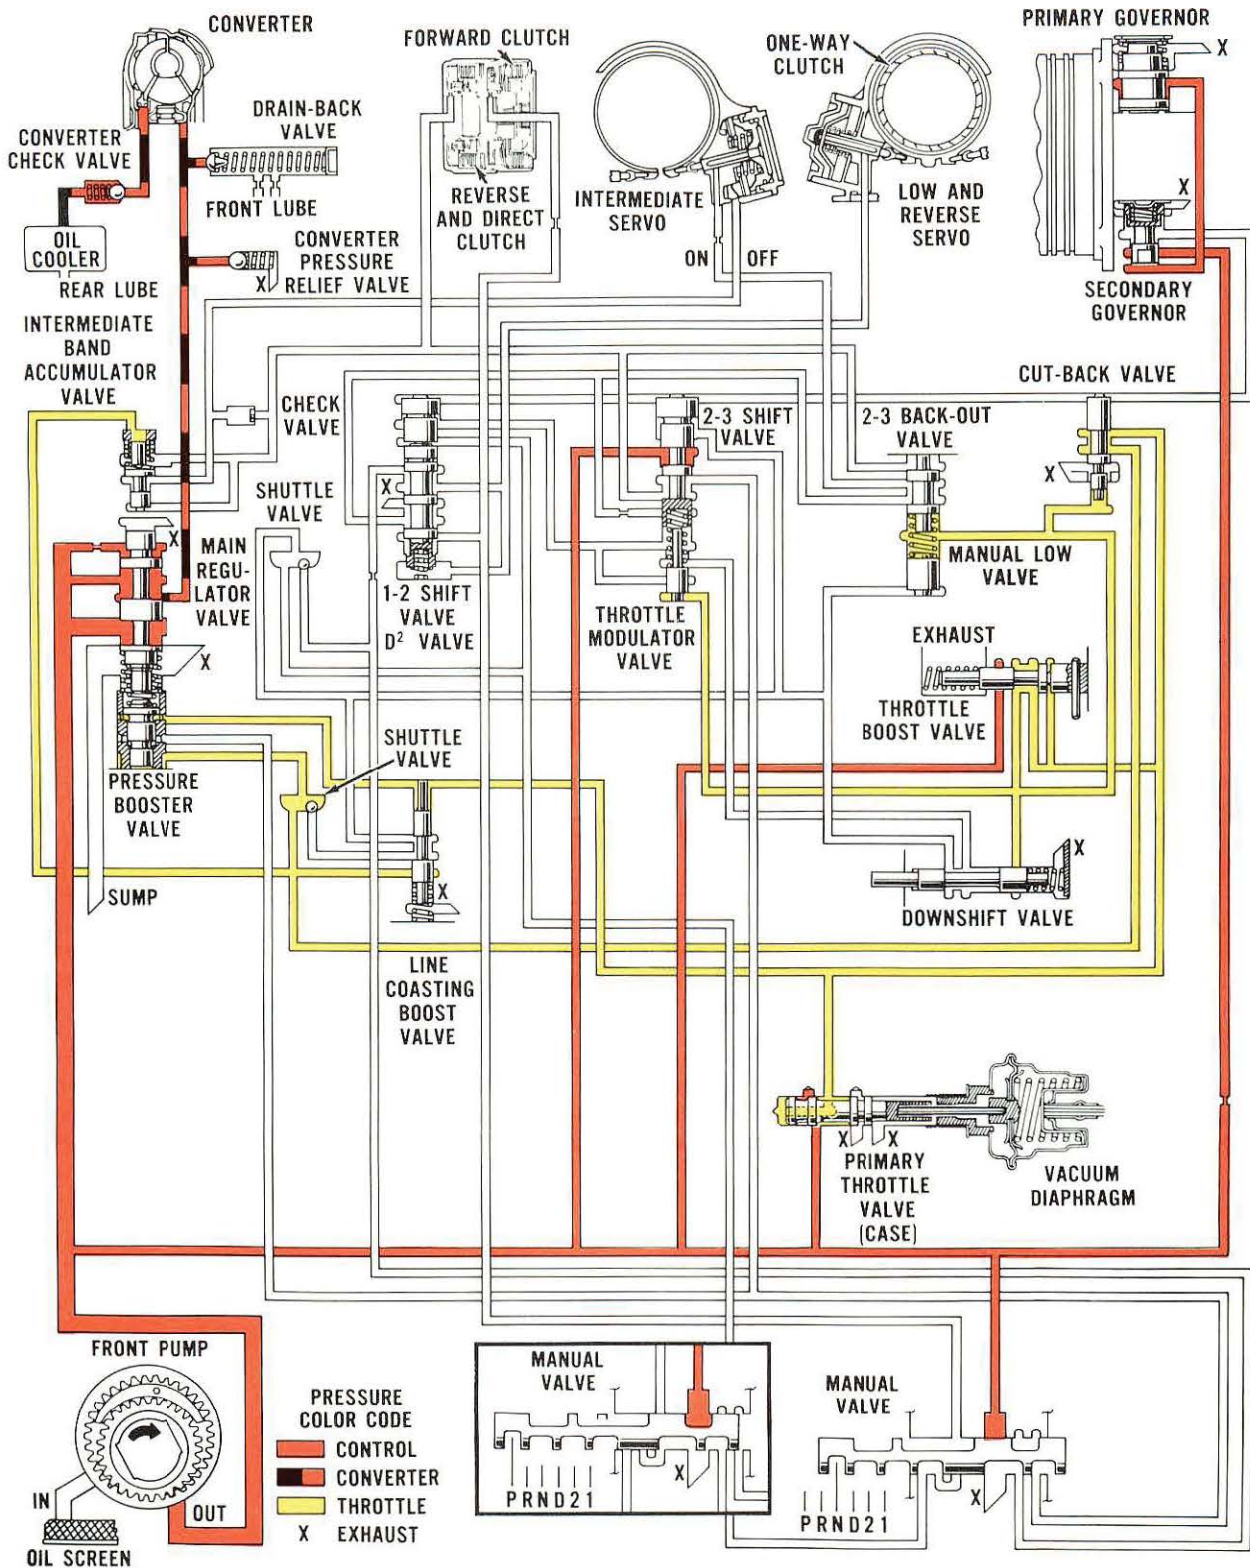 CONVERTER
FORWARD CLUTCH
ONE-WAY
CLUTCH
PRIMARY GOVERNOR
X
DRAIN-BACK
VALVE
CONVERTER
CHECK VALVE
FRONT LUBE
REVERSE
AND DIRECT
CLUTCH
INTERMEDIATE
SERVO
LOW AND
REVERSE
SERVO
X
OIL
COOLER
CONVERTER
PRESSURE
RELIEF VALVE
X
ON
OFF
REAR LUBE
SECONDARY
GOVERNOR
INTERMEDIATE
BAND
ACCUMULATOR
VALVE
CUT-BACK VALVE
CHECK
VALVE
2-3 SHIFT
VALVE
2-3 BACK-OUT
VALVE
X
X
SHUTTLE
VALVE
X
MAIN
REGU-
LATOR
VALVE
MANUAL LOW
VALVE
1-2 SHIFT
VALVE
D2 VALVE
THROTTLE
MODULATOR
VALVE
EXHAUST
X
THROTTLE
BOOST VALVE
SHUTTLE
VALVE
PRESSURE
BOOSTER
VALVE
X
X
SUMP
DOWNSHIFT VALVE
LINE
COASTING
BOOST
VALVE
X
X
PRIMARY
THROTTLE
VALVE
(CASE)
VACUUM
DIAPHRAGM
FRONT PUMP
MANUAL
VALVE
MANUAL
VALVE
PRESSURE
COLOR CODE
CONTROL
CONVERTER
THROTTLE
X EXHAUST
X
PRND21
X
PRND21
IN
OUT
OIL SCREEN